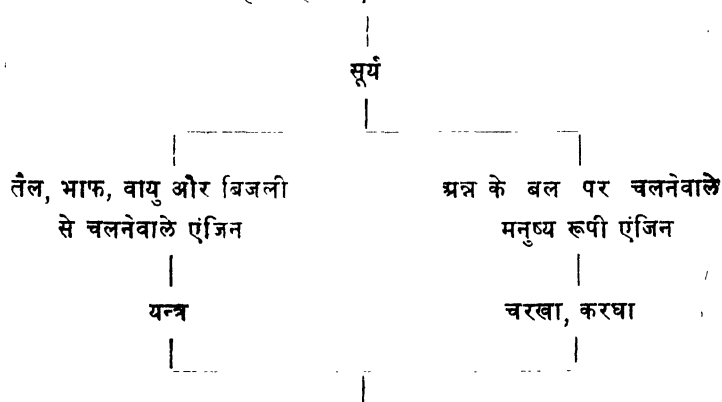 सूर्य
तैल, भाफ, वायु और बिजली
से चलनेवाले एंजिन
अन्न के बल पर चलनेवाले
मनुष्य रूपी एंजिन
यन्त्र
चरखा, करघा